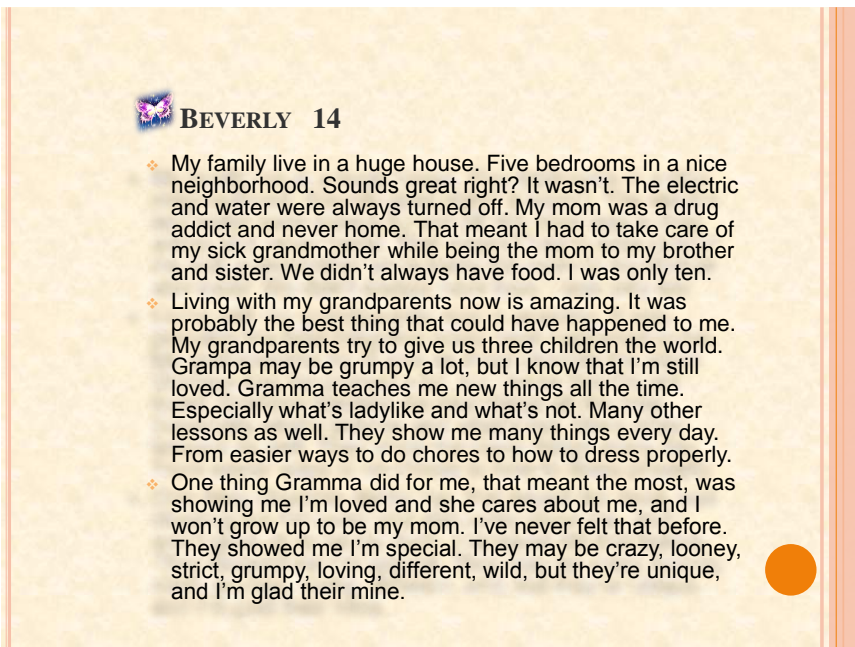 BEVERLY 14
❖ My family live in a huge house. Five bedrooms in a nice
neighborhood. Sounds great right? It wasn’t. The electric
and water were always turned off. My mom was a drug
addict and never home. That meant I had to take care of
my sick grandmother while being the mom to my brother
and sister. We didn’t always have food. I was only ten.
❖ Living with my grandparents now is amazing. It was
probably the best thing that could have happened to me.
My grandparents try to give us three children the world.
Grampa may be grumpy a lot, but I know that I’m still
loved. Gramma teaches me new things all the time.
Especially what’s ladylike and what’s not. Many other
lessons as well. They show me many things every day.
From easier ways to do chores to how to dress properly.
❖ One thing Gramma did for me, that meant the most, was
showing me I’m loved and she cares about me, and I
won’t grow up to be my mom. I’ve never felt that before.
They showed me I’m special. They may be crazy, looney,
strict, grumpy, loving, different, wild, but they’re unique,
and I’m glad their mine.